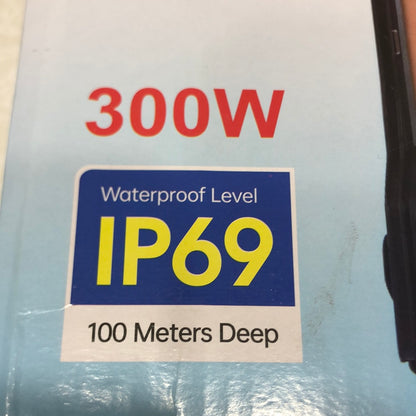 300W
Waterproof Level
IP69
100 Meters Deep